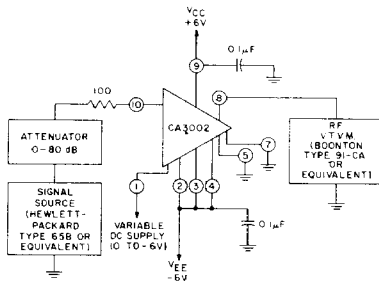 VCC
+6V
0.1μF
9
8
100
10
CA3002
7
5
ATTENUATOR
0-80 dB
RF
VTVM
(BOONTON
TYPE 91-CA
OR
EQUIVALENT)
1
2
3
4
SIGNAL
SOURCE
(HEWLETT-
PACKARD
TYPE 65B OR
EQUIVALENT)
VARIABLE
DC SUPPLY
(0 TO -6V)
0.1μF
VEE
-6V